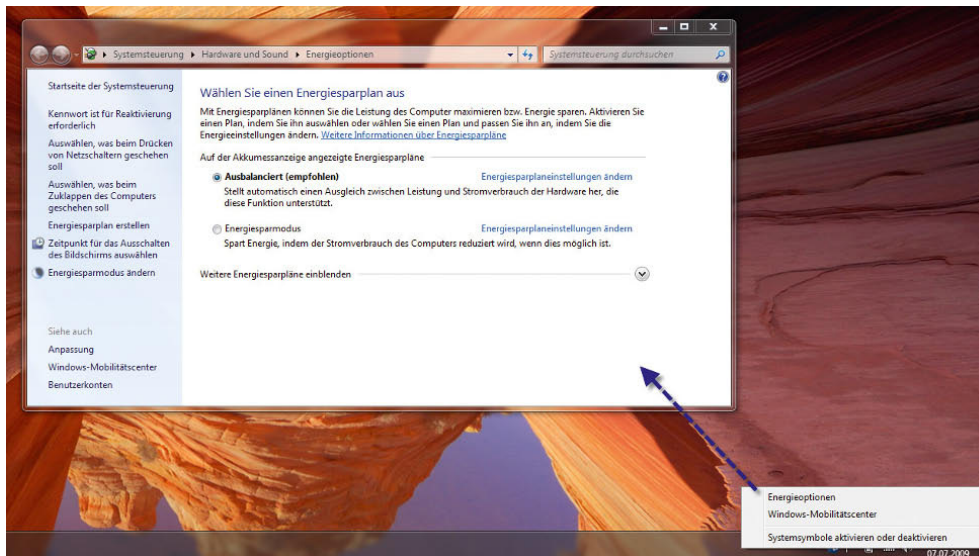 Systemsteuerung Hardware und Sound Energieoptionen
Systemsteuerung durchsuchen
Startseite der Systemsteuerung
Kennwort ist für Reaktivierung
erforderlich
Auswählen, was beim Drücken
von Netzschaltern geschehen
soll
Auswählen, was beim
Zuklappen des Computers
geschehen soll
Energiesparplan erstellen
Zeitpunkt für das Ausschalten
des Bildschirms auswählen
Energiesparmodus ändern
Siehe auch
Anpassung
Windows-Mobilitätscenter
Benutzerkonten
Wählen Sie einen Energiesparplan aus
Mit Energiesparplänen können Sie die Leistung des Computer maximieren bzw. Energie sparen. Aktivieren Sie
einen Plan, indem Sie ihn auswählen oder wählen Sie einen Plan und passen Sie ihn an, indem Sie die
Energieeinstellungen ändern. Weitere Informationen über Energiesparpläne
Auf der Akkumessanzeige angezeigte Energiesparpläne
Ausbalanciert (empfohlen) Energiesparplaneinstellungen ändern
Stellt automatisch einen Ausgleich zwischen Leistung und Stromverbrauch der Hardware her, die
diese Funktion unterstützt.
Energiesparmodus Energiesparplaneinstellungen ändern
Spart Energie, indem der Stromverbrauch des Computers reduziert wird, wenn dies möglich ist.
Weitere Energiesparpläne einblenden
Energieoptionen
Windows-Mobilitätscenter
Systemsymbole aktivieren oder deaktivieren
07.07.2009